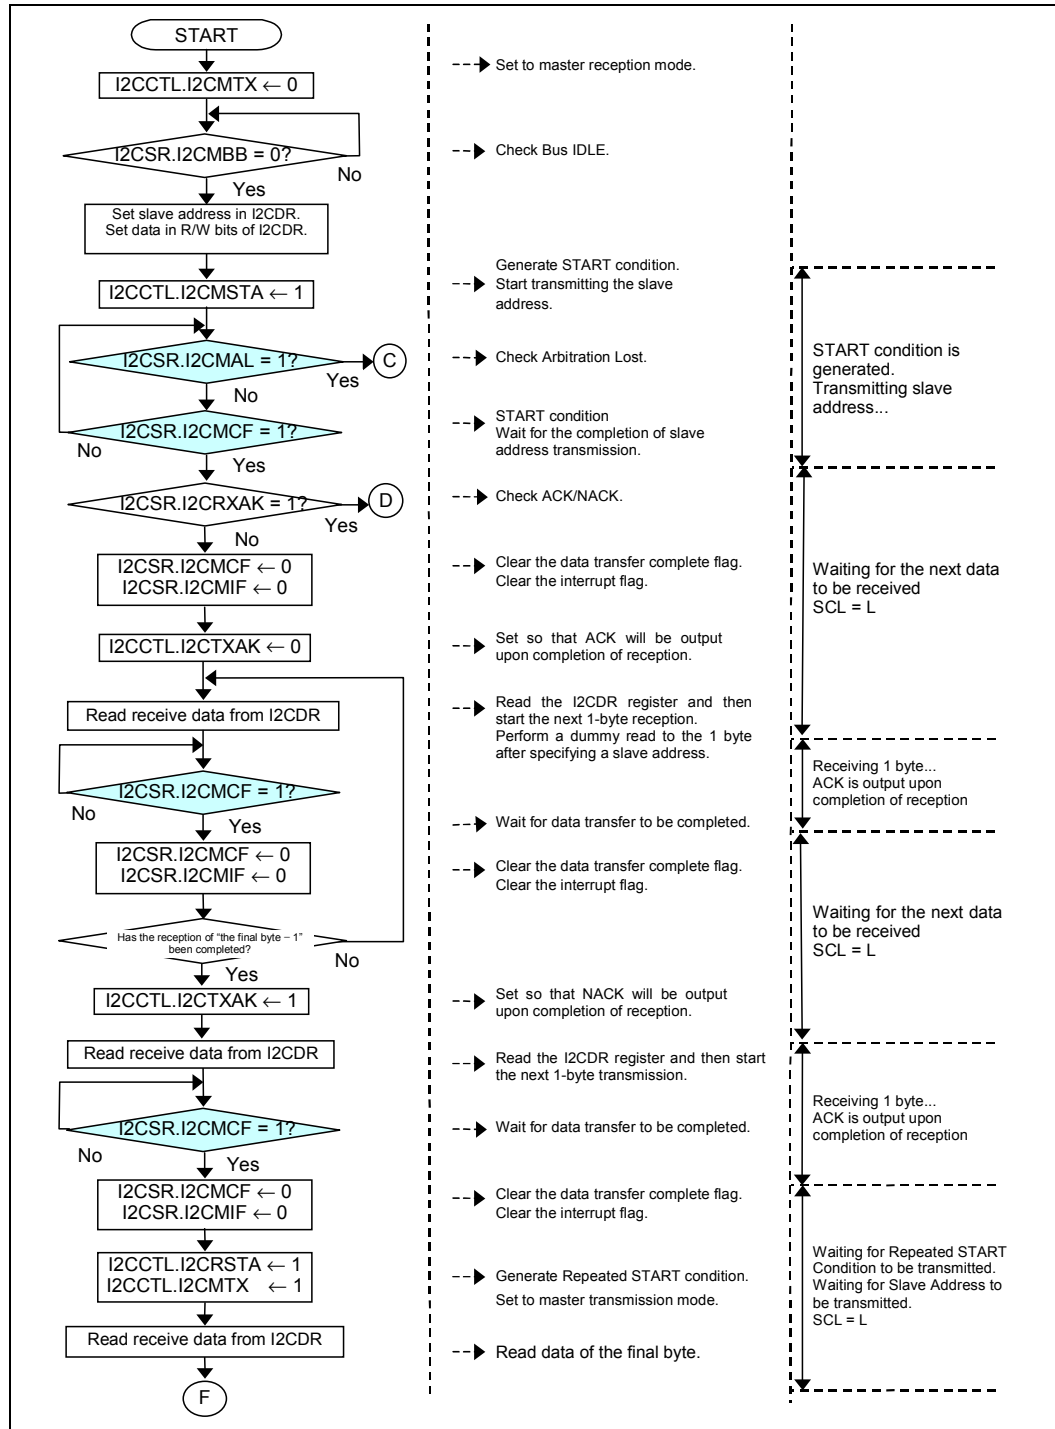 START
I2CCTL.I2CMTX ← 0
Set to master reception mode.
I2CSR.I2CMBB = 0?
No
Yes
Check Bus IDLE.
Set slave address in I2CDR.
Set data in R/W bits of I2CDR.
I2CCTL.I2CMSTA ← 1
Generate START condition.
Start transmitting the slave
address.
I2CSR.I2CMAL = 1?
Yes
C
No
Check Arbitration Lost.
START condition is
generated.
Transmitting slave
address...
I2CSR.I2CMCF = 1?
No
Yes
START condition
Wait for the completion of slave
address transmission.
I2CSR.I2CRXAK = 1?
Yes
D
No
Check ACK/NACK.
I2CSR.I2CMCF ← 0
I2CSR.I2CMIF ← 0
Clear the data transfer complete flag.
Clear the interrupt flag.
Waiting for the next data
to be received
SCL = L
I2CCTL.I2CTXAK ← 0
Set so that ACK will be output
upon completion of reception.
Read receive data from I2CDR
Read the I2CDR register and then
start the next 1-byte reception.
Perform a dummy read to the 1 byte
after specifying a slave address.
I2CSR.I2CMCF = 1?
No
Yes
Wait for data transfer to be completed.
Receiving 1 byte...
ACK is output upon
completion of reception
I2CSR.I2CMCF ← 0
I2CSR.I2CMIF ← 0
Clear the data transfer complete flag.
Clear the interrupt flag.
Has the reception of “the final byte − 1”
been completed?
No
Yes
Waiting for the next data
to be received
SCL = L
I2CCTL.I2CTXAK ← 1
Set so that NACK will be output
upon completion of reception.
Read receive data from I2CDR
Read the I2CDR register and then start
the next 1-byte transmission.
I2CSR.I2CMCF = 1?
No
Yes
Wait for data transfer to be completed.
Receiving 1 byte...
ACK is output upon
completion of reception
I2CSR.I2CMCF ← 0
I2CSR.I2CMIF ← 0
Clear the data transfer complete flag.
Clear the interrupt flag.
I2CCTL.I2CRSTA ← 1
I2CCTL.I2CMTX ← 1
Generate Repeated START condition.
Set to master transmission mode.
Waiting for Repeated START
Condition to be transmitted.
Waiting for Slave Address to
be transmitted.
SCL = L
Read receive data from I2CDR
Read data of the final byte.
F